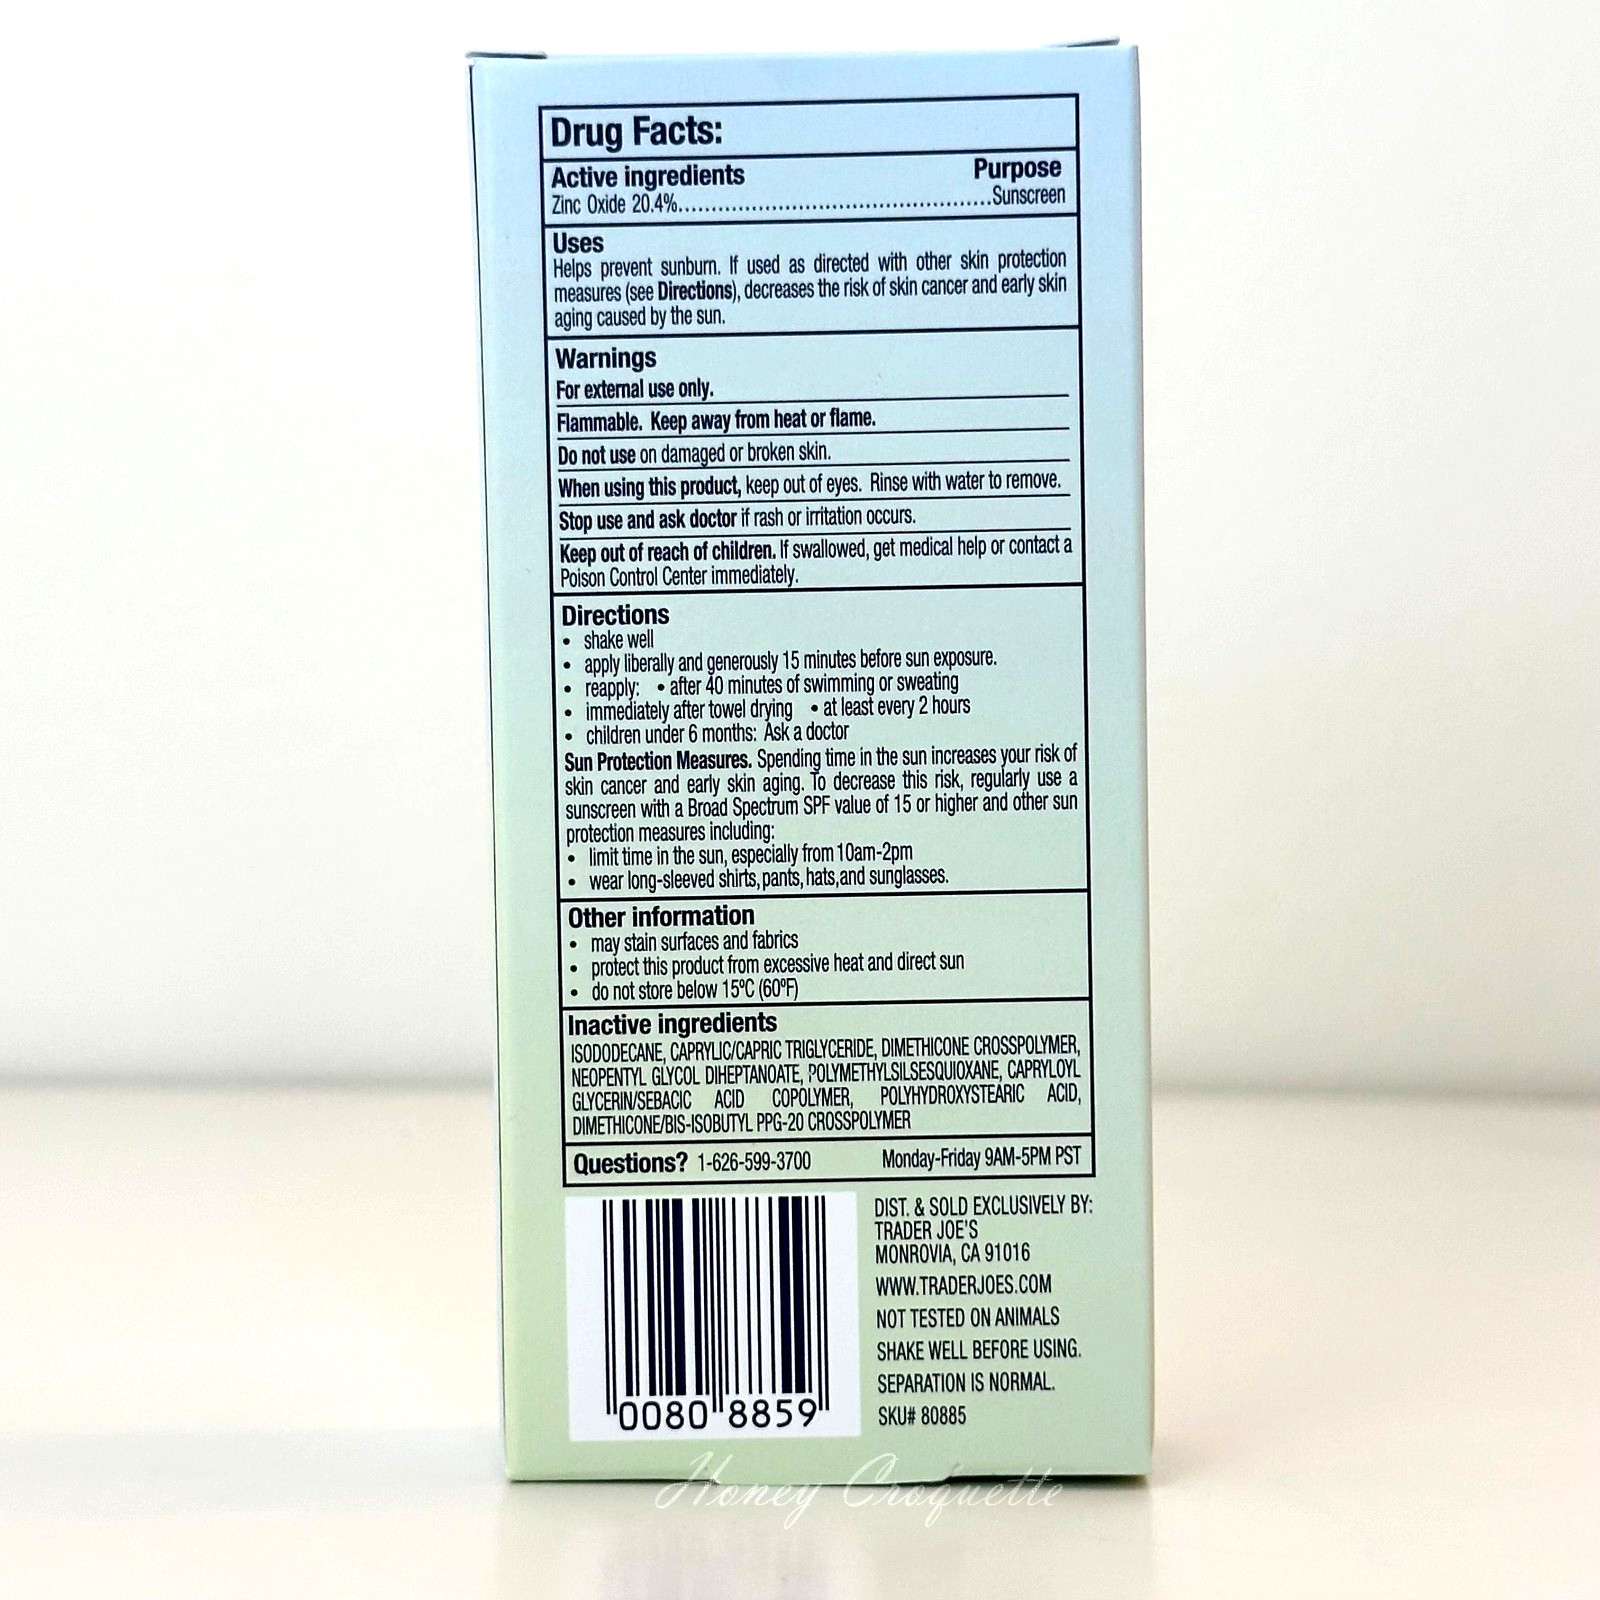 Drug Facts:
Active ingredients Purpose
Zinc Oxide 20.4%................................................Sunscreen
Uses
Helps prevent sunburn. If used as directed with other skin protection
measures (see Directions), decreases the risk of skin cancer and early skin
aging caused by the sun.
Warnings
For external use only.
Flammable. Keep away from heat or flame.
Do not use on damaged or broken skin.
When using this product, keep out of eyes. Rinse with water to remove.
Stop use and ask doctor if rash or irritation occurs.
Keep out of reach of children. If swallowed, get medical help or contact a
Poison Control Center immediately.
Directions
• shake well
• apply liberally and generously 15 minutes before sun exposure.
• reapply: • after 40 minutes of swimming or sweating
• immediately after towel drying • at least every 2 hours
• children under 6 months: Ask a doctor
Sun Protection Measures. Spending time in the sun increases your risk of
skin cancer and early skin aging. To decrease this risk, regularly use a
sunscreen with a Broad Spectrum SPF value of 15 or higher and other sun
protection measures including:
• limit time in the sun, especially from 10am-2pm
• wear long-sleeved shirts, pants, hats, and sunglasses.
Other information
• may stain surfaces and fabrics
• protect this product from excessive heat and direct sun
• do not store below 15ºC (60ºF)
Inactive ingredients
ISODODECANE, CAPRYLIC/CAPRIC TRIGLYCERIDE, DIMETHICONE CROSSPOLYMER,
NEOPENTYL GLYCOL DIHEPTANOATE, POLYMETHYLSILSESQUIOXANE, CAPRYLOYL
GLYCERIN/SEBACIC ACID COPOLYMER, POLYHYDROXYSTEARIC ACID,
DIMETHICONE/BIS-ISOBUTYL PPG-20 CROSSPOLYMER
Questions? 1-626-599-3700 Monday-Friday 9AM-5PM PST
0080 8859
DIST. & SOLD EXCLUSIVELY BY:
TRADER JOE'S
MONROVIA, CA 91016
WWW.TRADERJOES.COM
NOT TESTED ON ANIMALS
SHAKE WELL BEFORE USING.
SEPARATION IS NORMAL.
SKU# 80885
Honey Croquette